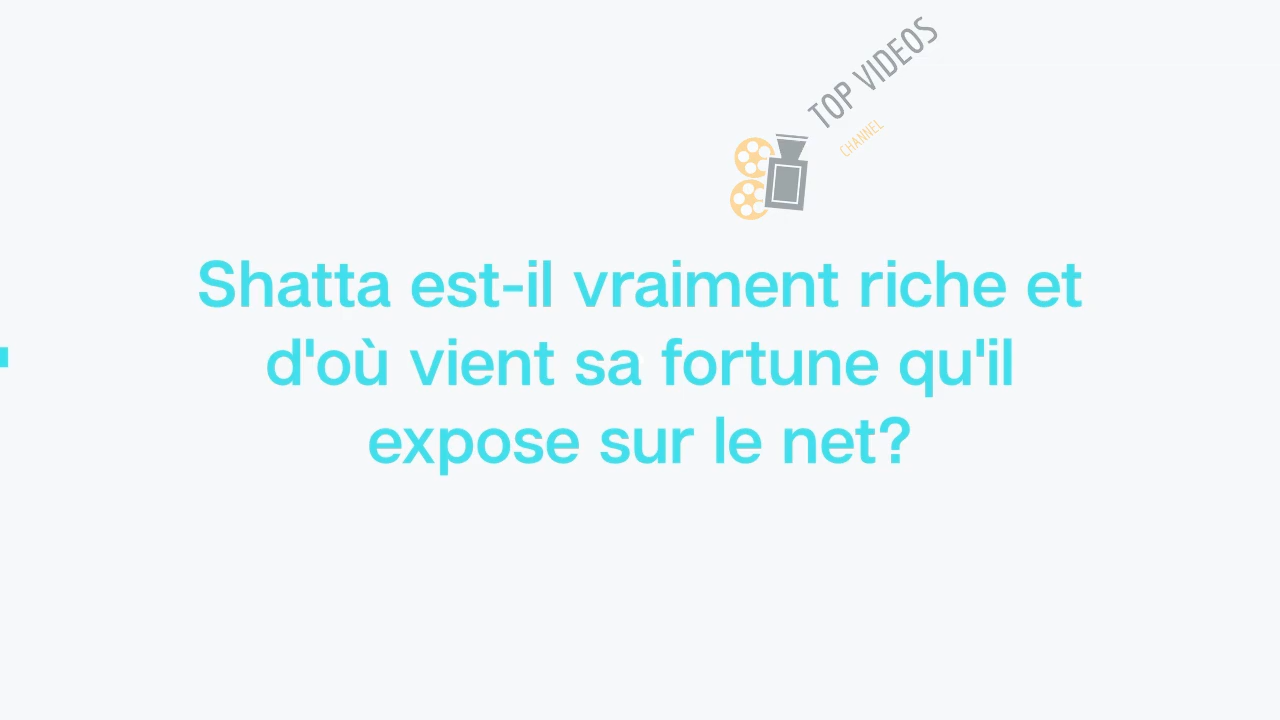 TOP VIDEOS
CHANNEL
Shatta est-il vraiment riche et
d'où vient sa fortune qu'il
expose sur le net?